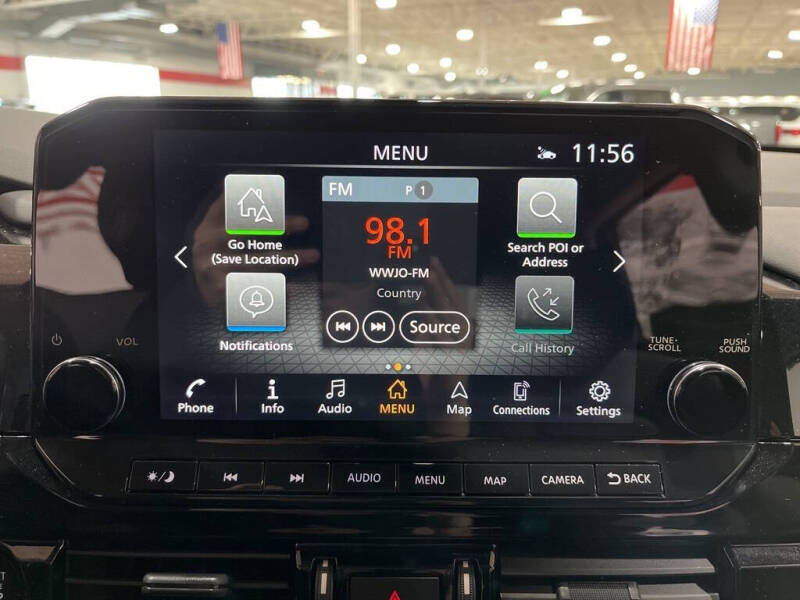 MENU
11:56
FM
P 1
98.1
FM
WWJO-FM
Country
Source
Go Home
(Save Location)
Search POI or
Address
Notifications
Call History
VOL
TUNE·
SCROLL
PUSH
SOUND
Phone
Info
Audio
MENU
Map
Connections
Settings
AUDIO
MENU
MAP
CAMERA
BACK